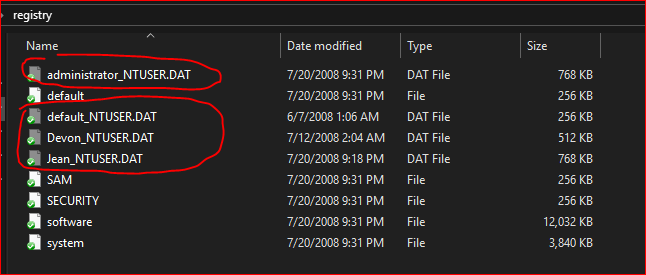 registry
Name Date modified Type Size
administrator_NTUSER.DAT 7/20/2008 9:31 PM DAT File 768 KB
default 7/20/2008 9:31 PM File 256 KB
default_NTUSER.DAT 6/7/2008 1:06 AM DAT File 256 KB
Devon_NTUSER.DAT 7/12/2008 2:04 AM DAT File 512 KB
Jean_NTUSER.DAT 7/20/2008 9:18 PM DAT File 768 KB
SAM 7/20/2008 9:31 PM File 256 KB
SECURITY 7/20/2008 9:31 PM File 256 KB
software 7/20/2008 9:31 PM File 12,032 KB
system 7/20/2008 9:31 PM File 3,840 KB